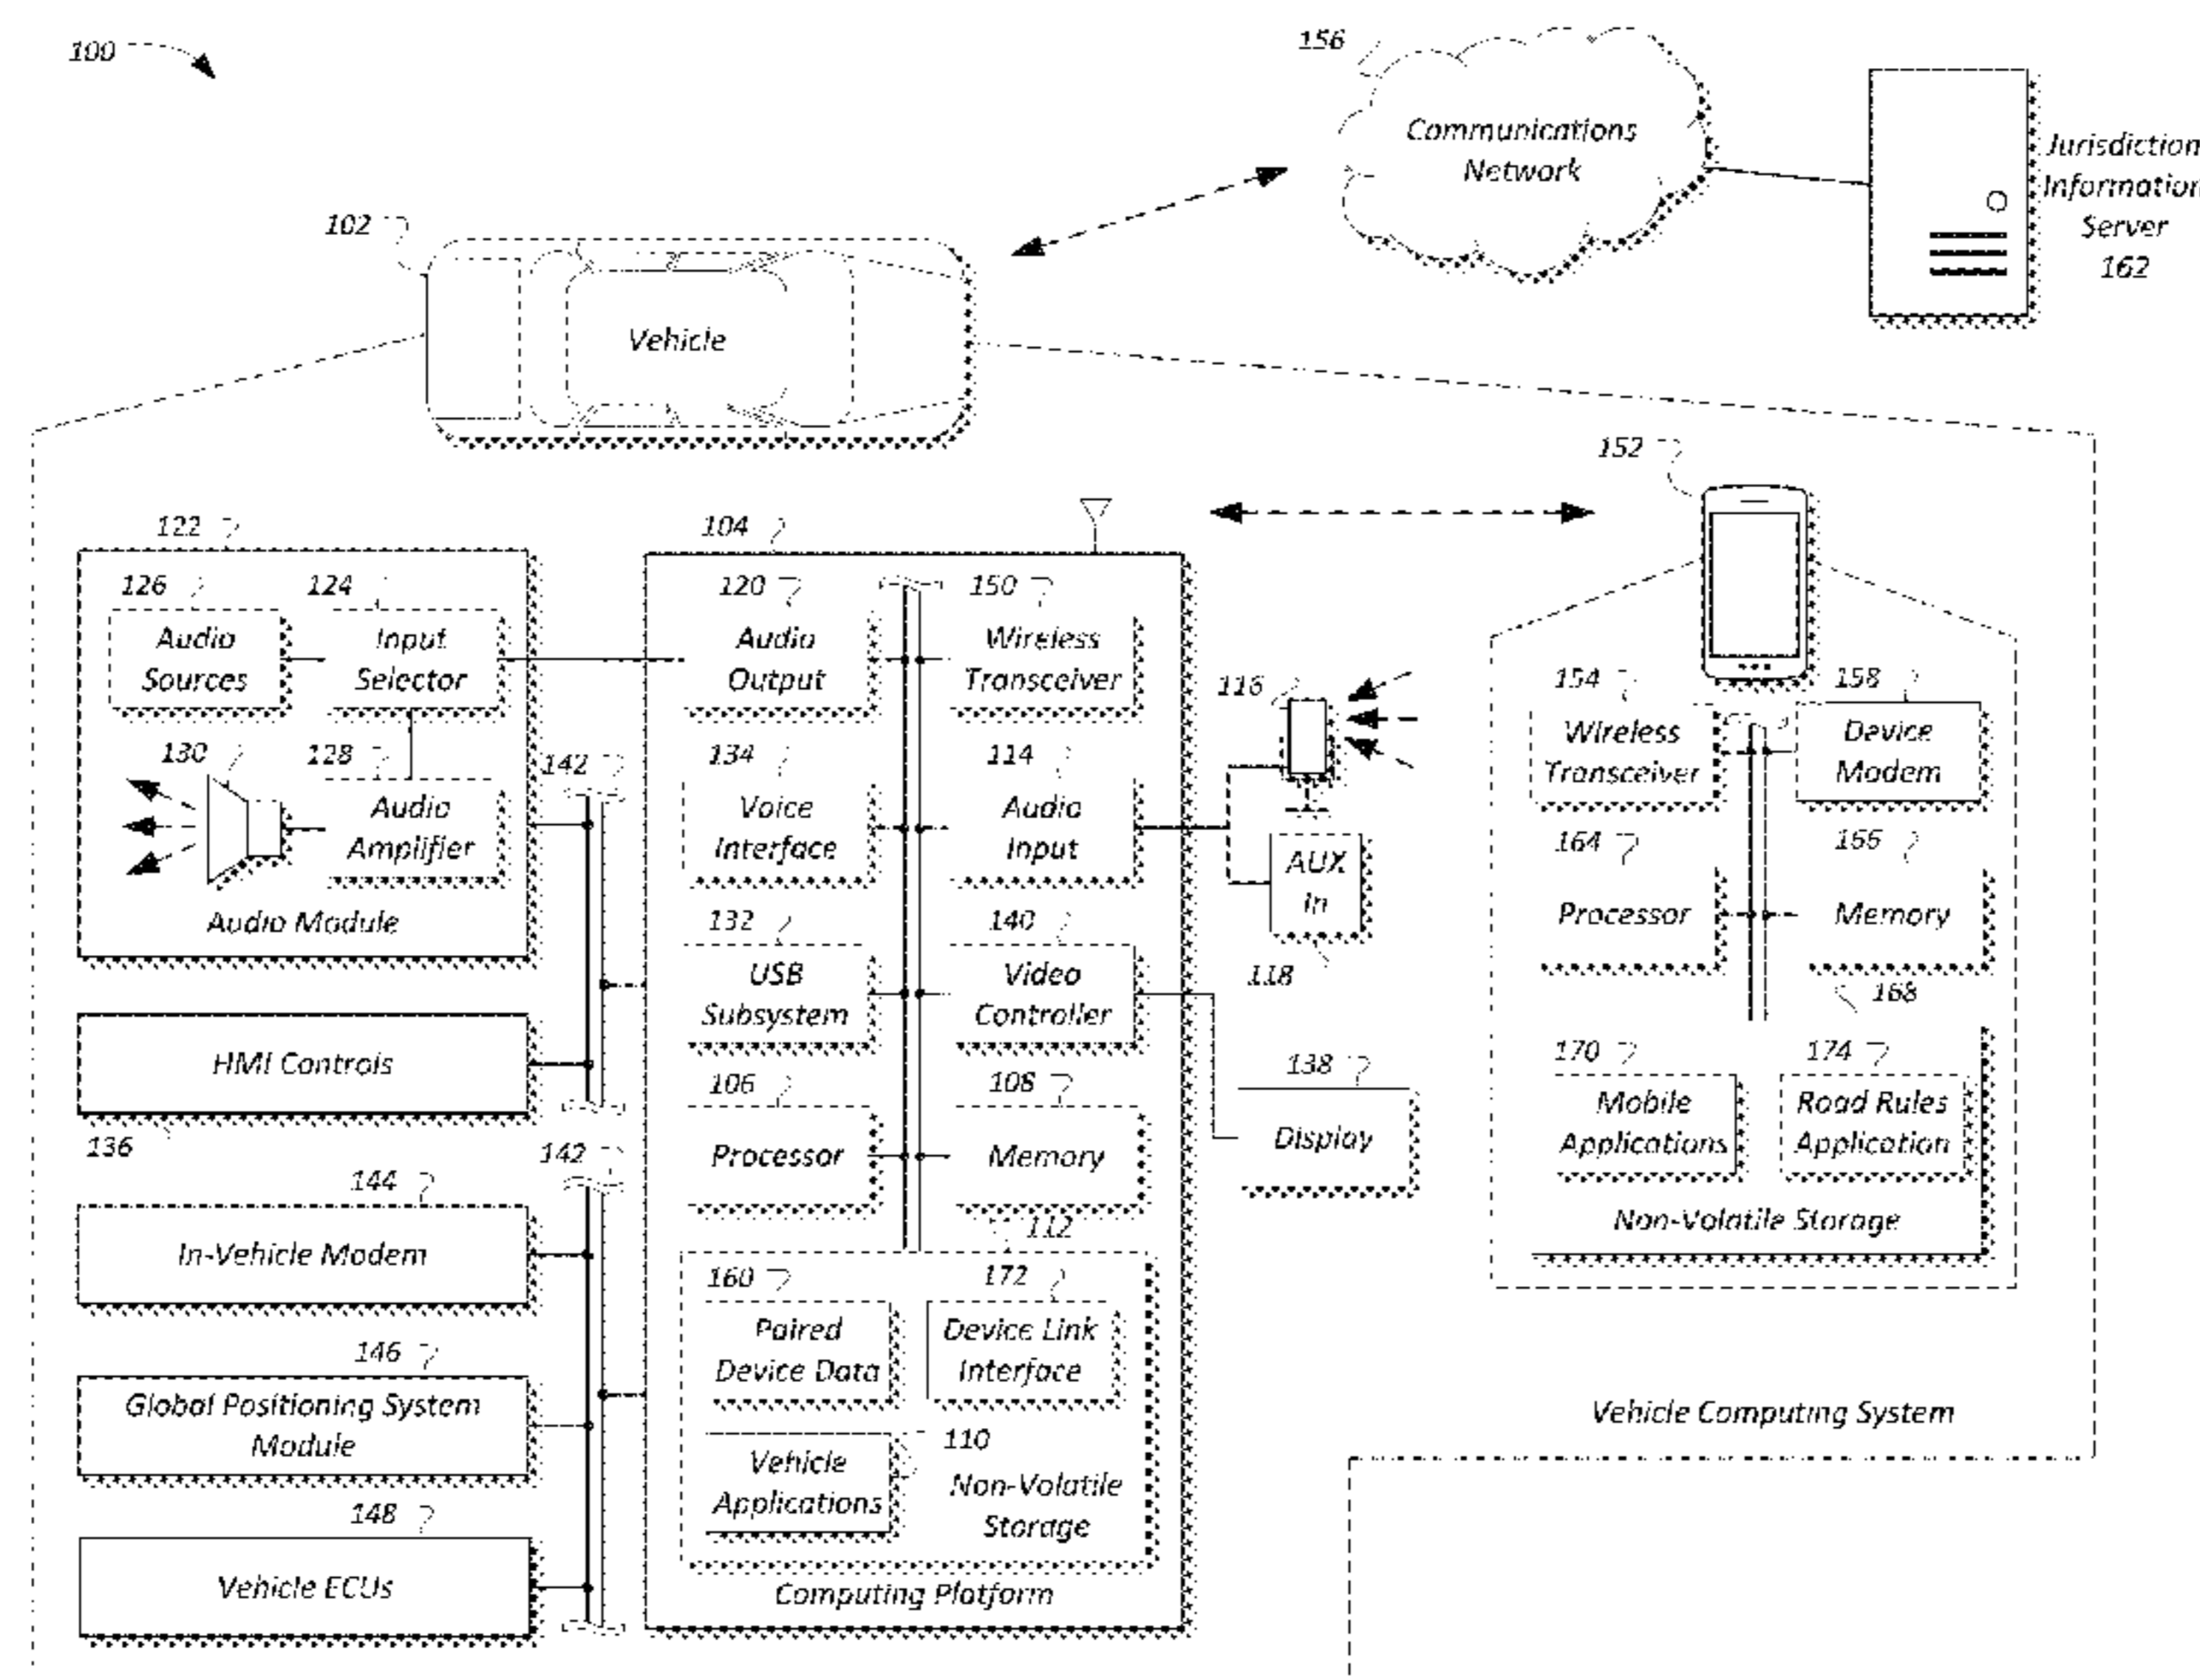 100
156
Communications
Network
Jurisdiction
Information
Server
162
102
Vehicle
152
122
126
124
Audio
Sources
Input
Selector
130
128
Audio
Amplifier
Audio Module
142
HMI Controls
136
142
144
In-Vehicle Modem
146
Global Positioning System
Module
148
Vehicle ECUs
104
120
150
Audio
Output
Wireless
Transceiver
134
114
Voice
Interface
Audio
Input
132
140
USB
Subsystem
Video
Controller
106
108
Processor
Memory
112
160
172
Paired
Device Data
Device Link
Interface
110
Vehicle
Applications
Non-Volatile
Storage
Computing Platform
116
AUX
In
118
138
Display
154
158
Wireless
Transceiver
Device
Modem
164
166
Processor
Memory
168
170
174
Mobile
Applications
Road Rules
Application
Non-Volatile Storage
Vehicle Computing System